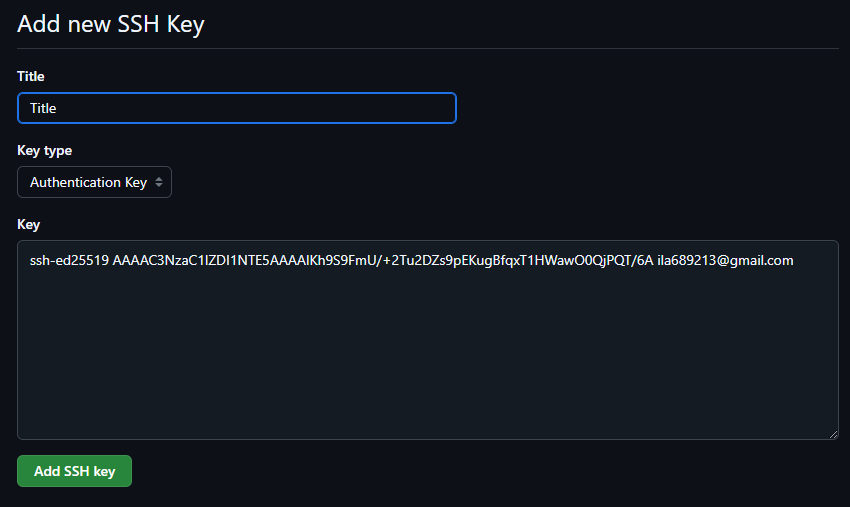 Add new SSH Key
Title
Title
Key type
Authentication Key
Key
ssh-ed25519 AAAAC3NzaC1lZDI1NTE5AAAAIKh9S9FmU/+2Tu2DZs9pEKugBfqxT1HWawO0QjPQT/6A ila689213@gmail.com
Add SSH key